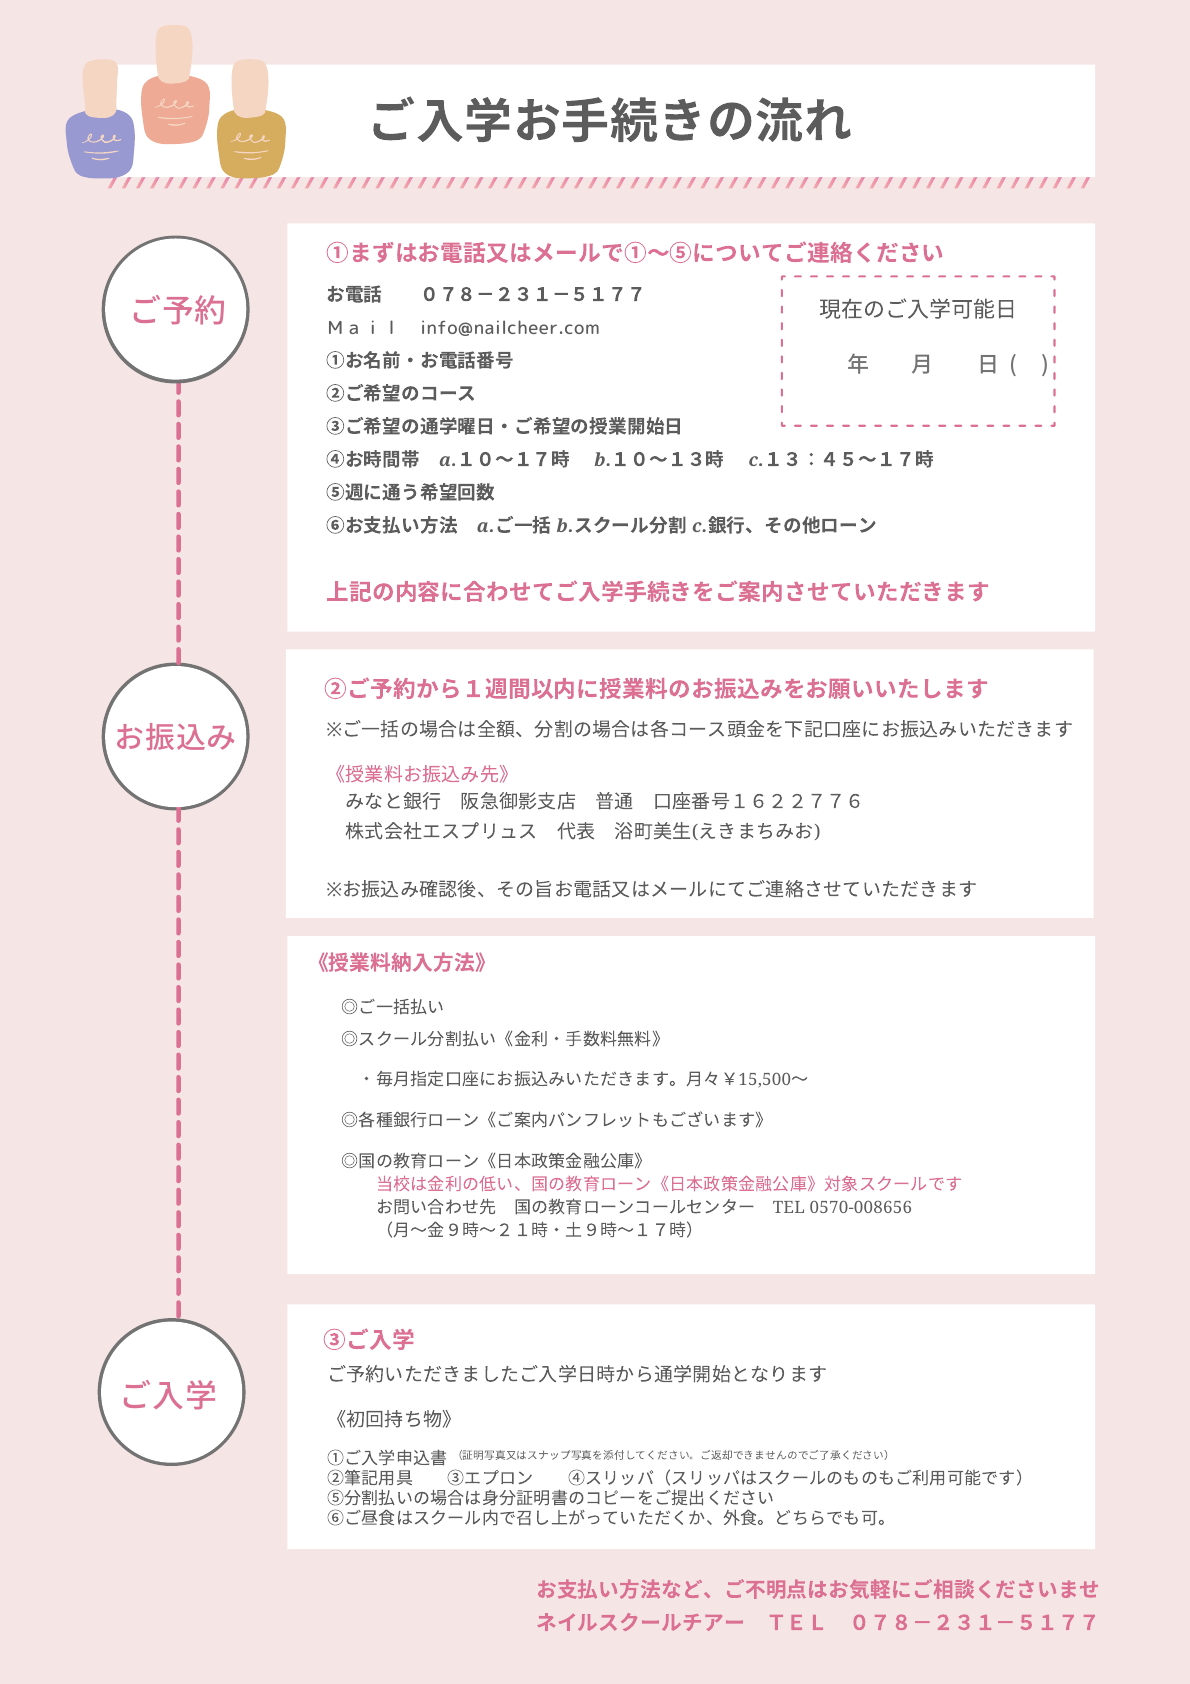 ご入学お手続きの流れ
ご予約
①まずはお電話又はメールで①～⑤についてご連絡ください
お電話　　０７８－２３１－５１７７
Ｍａｉｌ　info@nailcheer.com
①お名前・お電話番号
②ご希望のコース
③ご希望の通学曜日・ご希望の授業開始日
④お時間帯　a.１０～１７時　b.１０～１３時　c.１３：４５～１７時
⑤週に通う希望回数
⑥お支払い方法　a.ご一括 b.スクール分割 c.銀行、その他ローン
現在のご入学可能日
年　　月　　日 (　)
上記の内容に合わせてご入学手続きをご案内させていただきます
お振込み
②ご予約から１週間以内に授業料のお振込みをお願いいたします
※ご一括の場合は全額、分割の場合は各コース頭金を下記口座にお振込みいただきます
《授業料お振込み先》
みなと銀行　阪急御影支店　普通　口座番号１６２２７７６
株式会社エスプリュス　代表　浴町美生(えきまちみお)
※お振込み確認後、その旨お電話又はメールにてご連絡させていただきます
《授業料納入方法》
◎ご一括払い
◎スクール分割払い《金利・手数料無料》
・毎月指定口座にお振込みいただきます。月々￥15,500～
◎各種銀行ローン《ご案内パンフレットもございます》
◎国の教育ローン《日本政策金融公庫》
当校は金利の低い、国の教育ローン《日本政策金融公庫》対象スクールです
お問い合わせ先　国の教育ローンコールセンター　TEL 0570-008656
（月～金９時～２１時・土９時～１７時）
ご入学
③ご入学
ご予約いただきましたご入学日時から通学開始となります
《初回持ち物》
①ご入学申込書（証明写真又はスナップ写真を添付してください。ご返却できませんのでご了承ください）
②筆記用具　　③エプロン　　④スリッパ（スリッパはスクールのものもご利用可能です）
⑤分割払いの場合は身分証明書のコピーをご提出ください
⑥ご昼食はスクール内で召し上がっていただくか、外食。どちらでも可。
お支払い方法など、ご不明点はお気軽にご相談くださいませ
ネイルスクールチアー　ＴＥＬ　０７８－２３１－５１７７